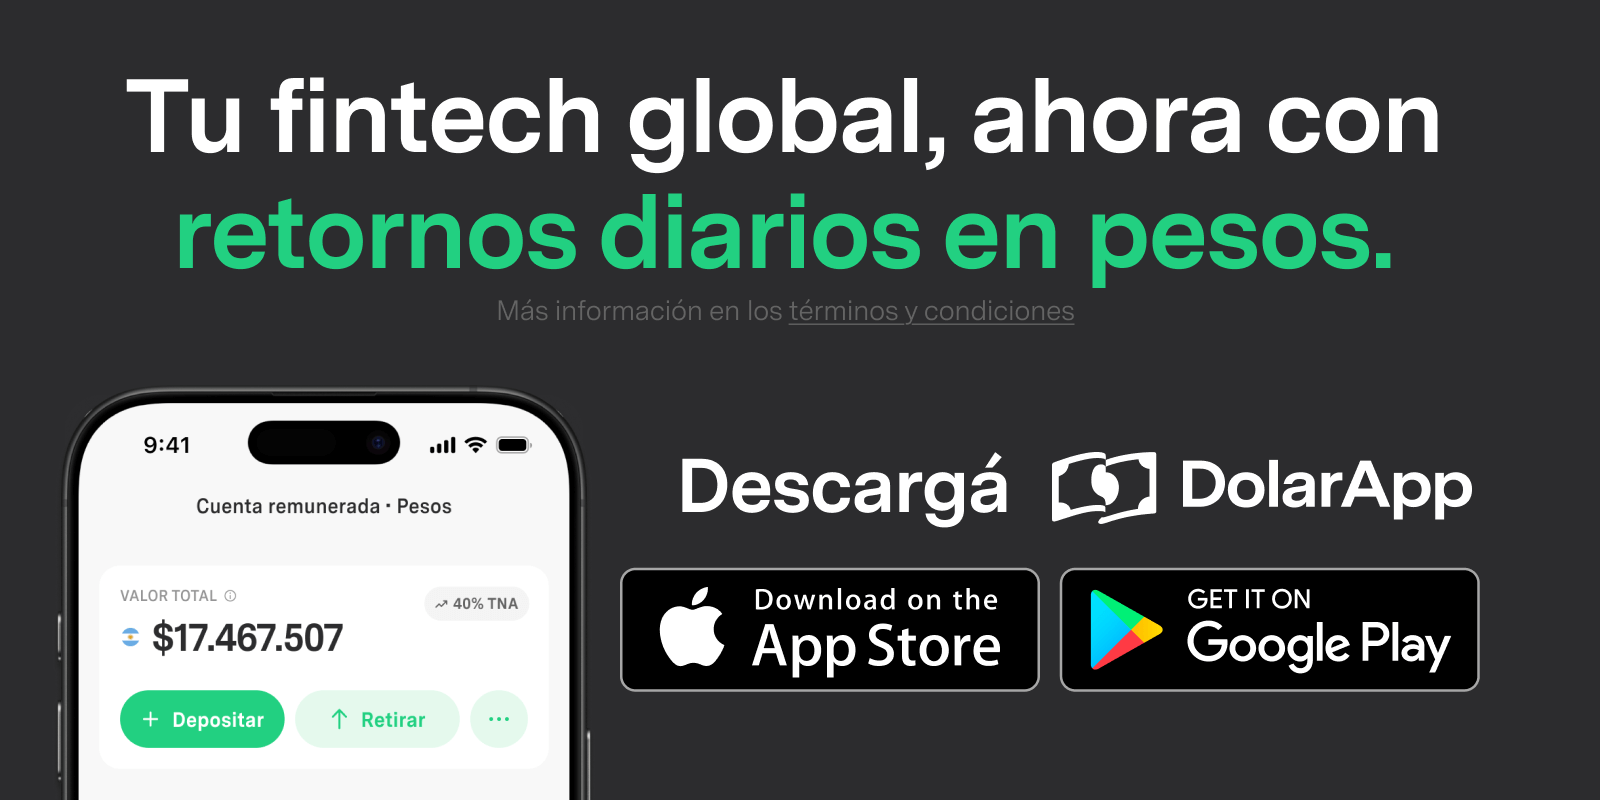 Tu fintech global, ahora con
retornos diarios en pesos.
Más información en los términos y condiciones
9:41
Cuenta remunerada · Pesos
VALOR TOTAL
40% TNA
$17.467.507
+ Depositar
Retirar
Descargá DolarApp
Download on the
App Store
GET IT ON
Google Play